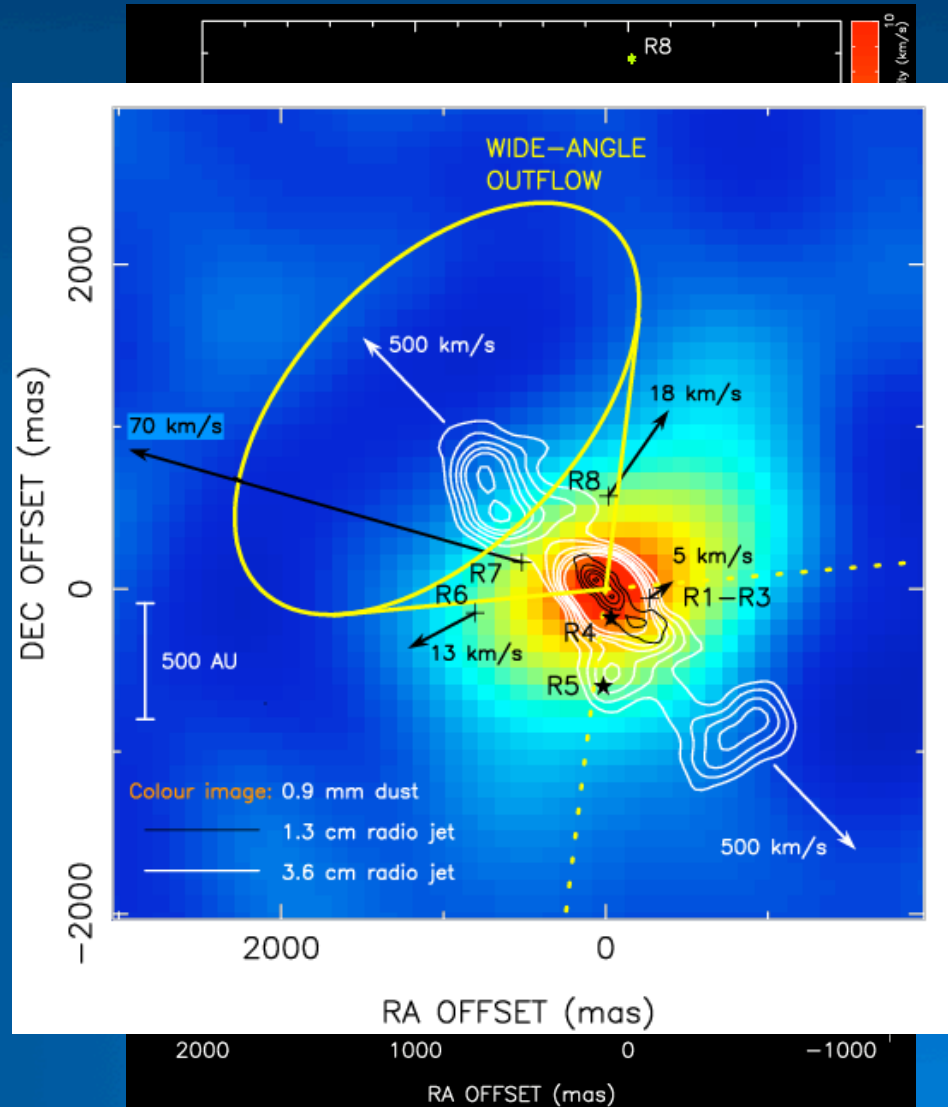 R8
10
ity (km/s)
WIDE–ANGLE
OUTFLOW
2000
500 km/s
18 km/s
70 km/s
R8
DEC OFFSET (mas)
R7
5 km/s
0
R6
R1–R3
R4
13 km/s
500 AU
R5
Colour image: 0.9 mm dust
1.3 cm radio jet
500 km/s
3.6 cm radio jet
−2000
2000
0
RA OFFSET (mas)
2000
1000
0
−1000
RA OFFSET (mas)